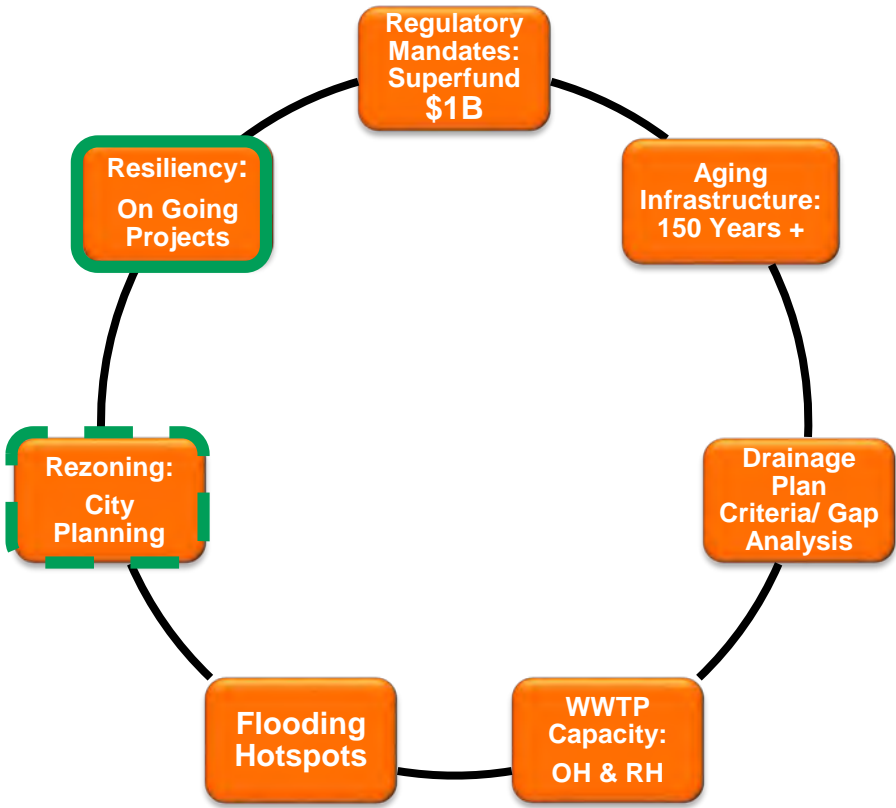 Regulatory
Mandates:
Superfund
$1B
Aging
Infrastructure:
150 Years +
Drainage
Plan
Criteria/ Gap
Analysis
WWTP
Capacity:
OH & RH
Flooding
Hotspots
Rezoning:
City
Planning
Resiliency:
On Going
Projects